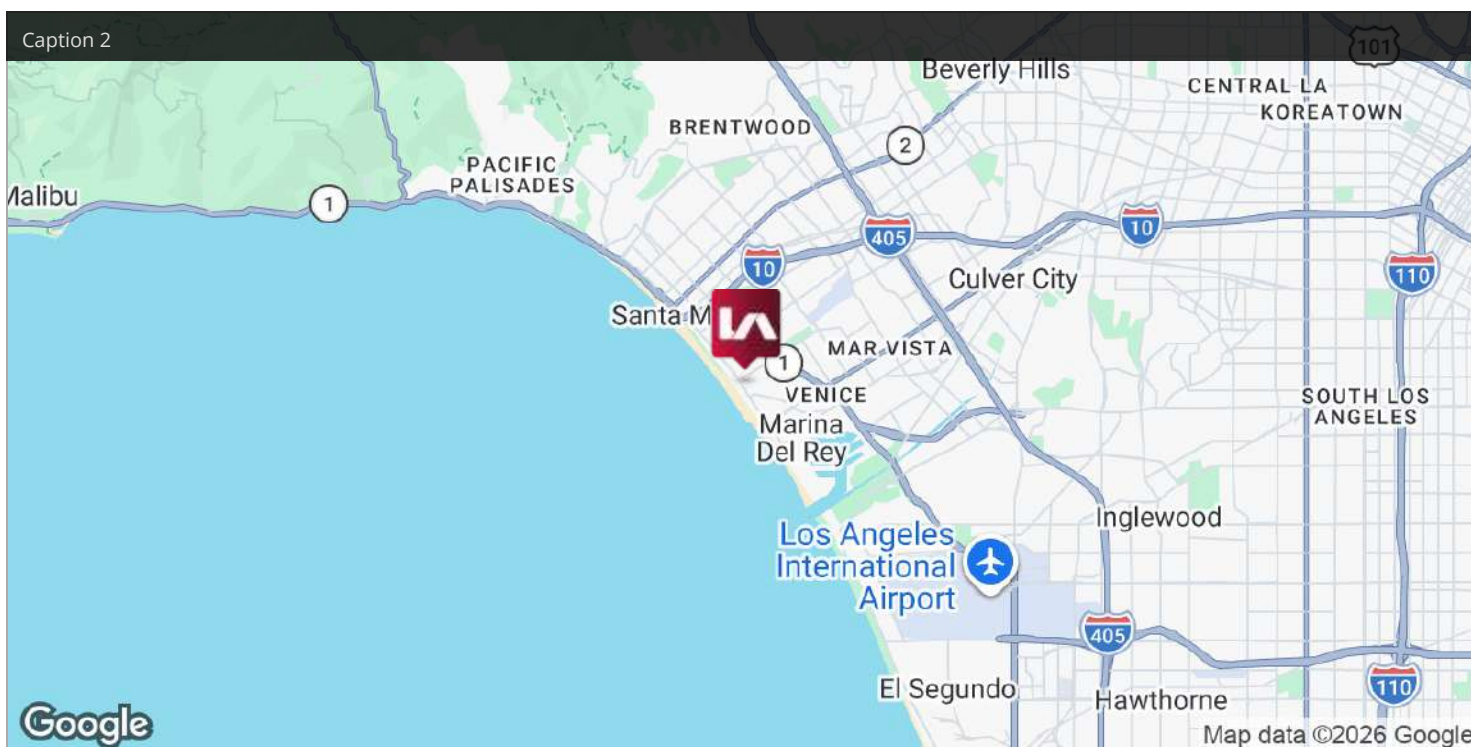 Caption 2
101
Beverly Hills
CENTRAL LA
KOREATOWN
BRENTWOOD
2
PACIFIC
PALISADES
Malibu
1
405
10
10
110
Culver City
Santa M
LA
1
MAR VISTA
VENICE
SOUTH LOS
ANGELES
Marina
Del Rey
Inglewood
Los Angeles
International
Airport
405
El Segundo
Hawthorne
110
Google
Map data ©2026 Google